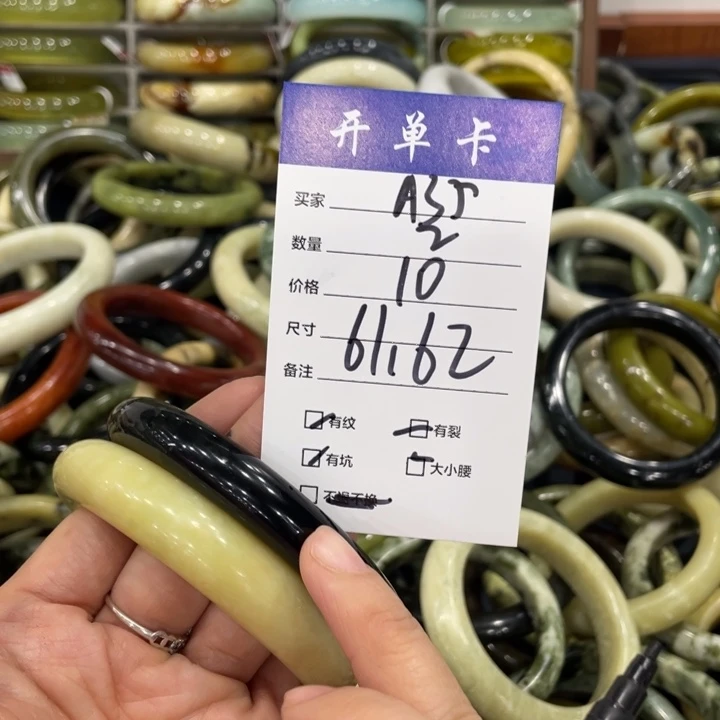 开单卡
买家 A35
数量 2
价格 10
尺寸 61,62
备注
有纹 有裂
有坑 大小腰
不退不换